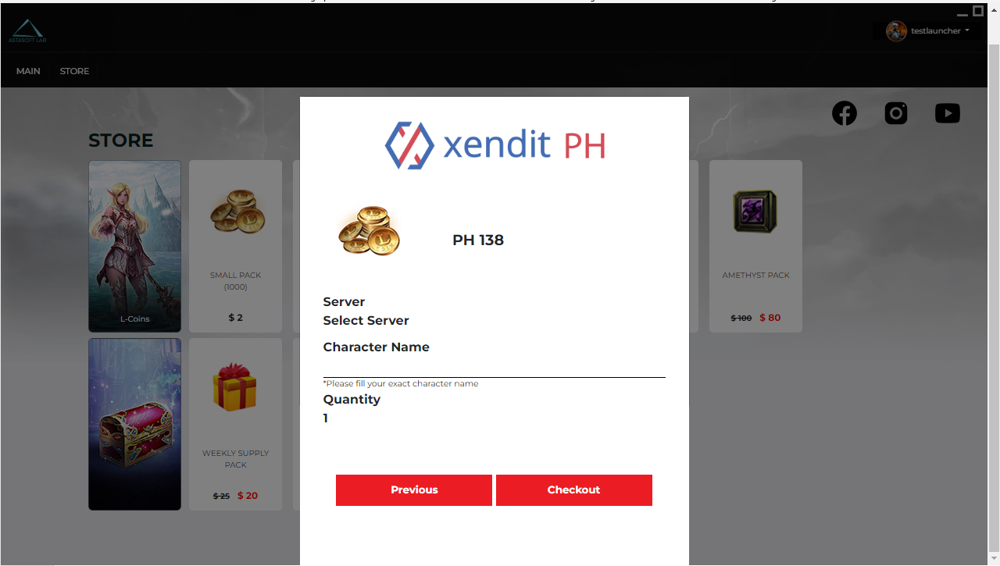 ASTASOFT LAB
testlauncher
MAIN
STORE
STORE
L-Coins
SMALL PACK
(1000)
$ 2
AMETHYST PACK
$ 100 $ 80
WEEKLY SUPPLY
PACK
$ 25 $ 20
xendit PH
PH 138
Server
Select Server
Character Name
*Please fill your exact character name
Quantity
1
Previous
Checkout